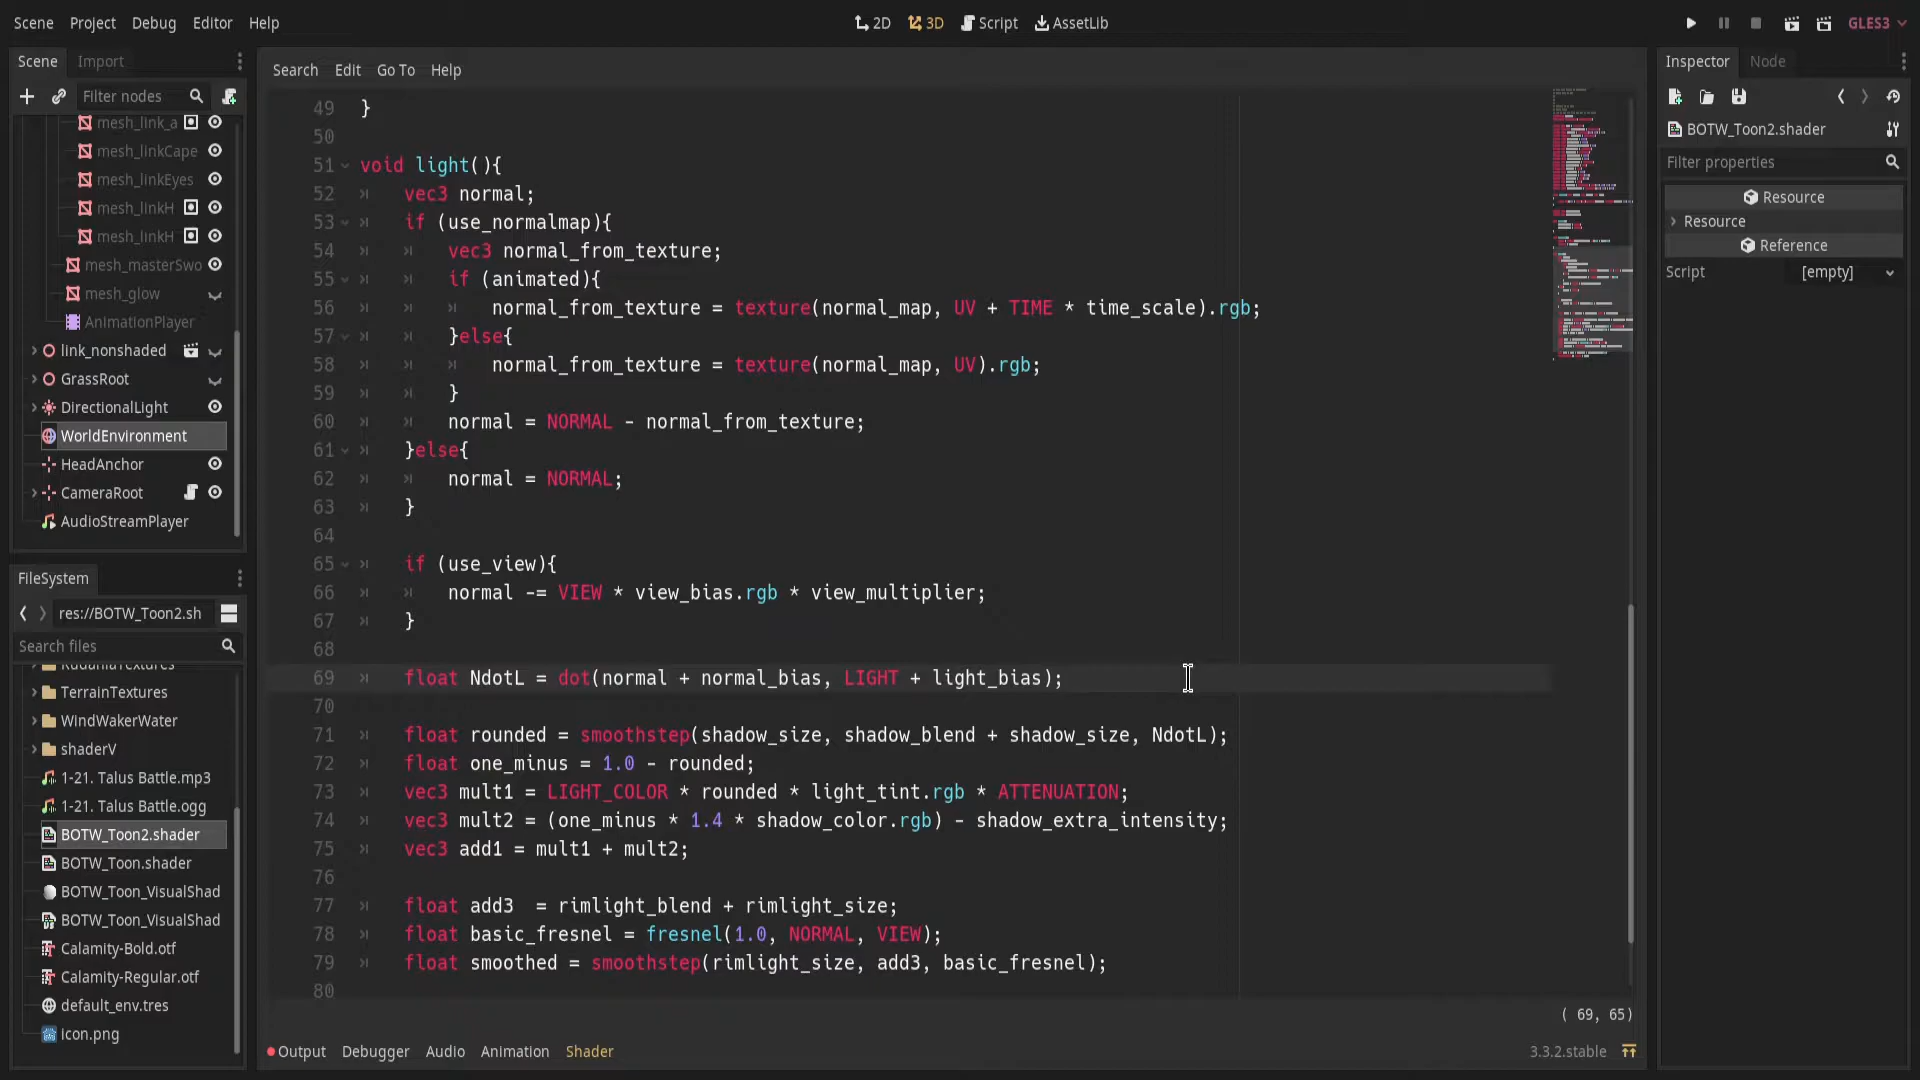 Scene Project Debug Editor Help
2D 3D Script AssetLib
GLES3
Scene Import
Filter nodes
mesh_link_a
mesh_linkCape
mesh_linkEyes
mesh_linkH
mesh_linkH
mesh_masterSwo
mesh_glow
AnimationPlayer
link_nonshaded
GrassRoot
DirectionalLight
WorldEnvironment
HeadAnchor
CameraRoot
AudioStreamPlayer
FileSystem
res://BOTW_Toon2.sh
Search files
TerrainTextures
WindWakerWater
shaderV
1-21. Talus Battle.mp3
1-21. Talus Battle.ogg
BOTW_Toon2.shader
BOTW_Toon.shader
BOTW_Toon_VisualShad
BOTW_Toon_VisualShad
Calamity-Bold.otf
Calamity-Regular.otf
default_env.tres
icon.png
Search Edit Go To Help
49 }
50
51 void light(){
52 vec3 normal;
53 if (use_normalmap){
54 vec3 normal_from_texture;
55 if (animated){
56 normal_from_texture = texture(normal_map, UV + TIME * time_scale).rgb;
57 }else{
58 normal_from_texture = texture(normal_map, UV).rgb;
59 }
60 normal = NORMAL - normal_from_texture;
61 }else{
62 normal = NORMAL;
63 }
64
65 if (use_view){
66 normal -= VIEW * view_bias.rgb * view_multiplier;
67 }
68
69 float NdotL = dot(normal + normal_bias, LIGHT + light_bias);
70
71 float rounded = smoothstep(shadow_size, shadow_blend + shadow_size, NdotL);
72 float one_minus = 1.0 - rounded;
73 vec3 mult1 = LIGHT_COLOR * rounded * light_tint.rgb * ATTENUATION;
74 vec3 mult2 = (one_minus * 1.4 * shadow_color.rgb) - shadow_extra_intensity;
75 vec3 add1 = mult1 + mult2;
76
77 float add3  = rimlight_blend + rimlight_size;
78 float basic_fresnel = fresnel(1.0, NORMAL, VIEW);
79 float smoothed = smoothstep(rimlight_size, add3, basic_fresnel);
80
( 69, 65)
Output Debugger Audio Animation Shader
3.3.2.stable
Inspector Node
BOTW_Toon2.shader
Filter properties
Resource
Resource
Reference
Script [empty]